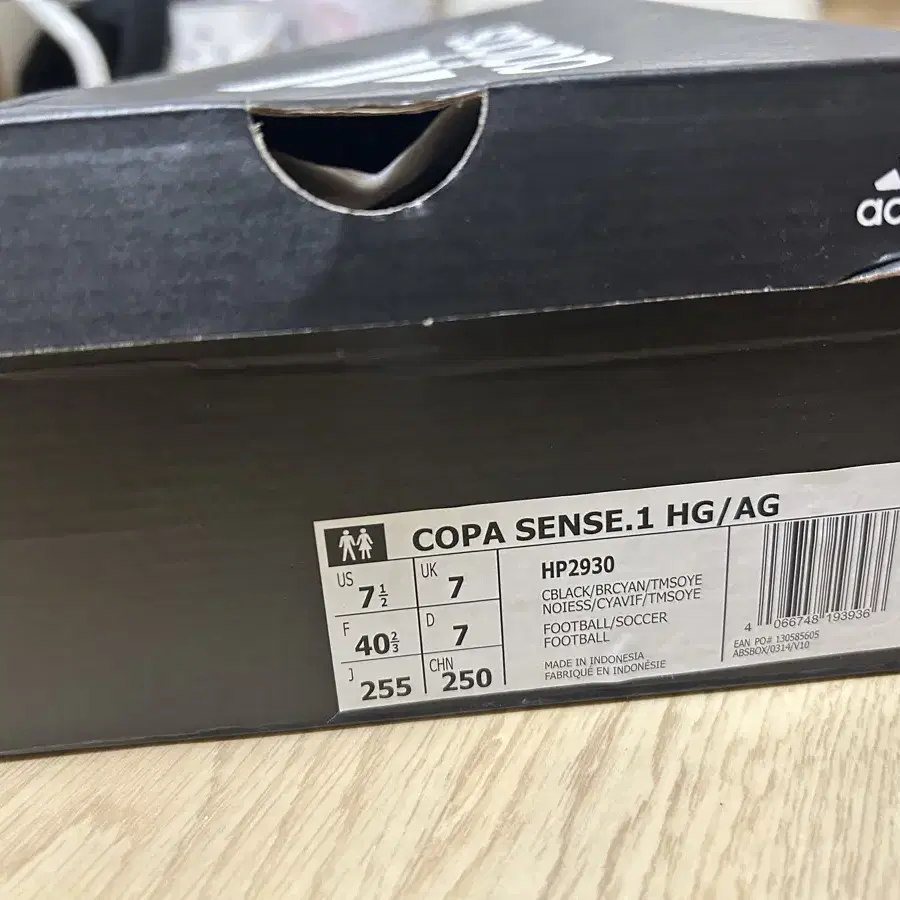 adidas
COPA SENSE.1 HG/AG
US 7½ UK 7
F 40⅔ D 7
J 255 CHN 250
HP2930
CBLACK/BRCYAN/TMSOYE
NOIESS/CYAVIF/TMSOYE
FOOTBALL/SOCCER
FOOTBALL
MADE IN INDONESIA
FABRIQUÉ EN INDONÉSIE
4 066748 193936
EAN PO# 130585605
ABSBOX/0314/V10